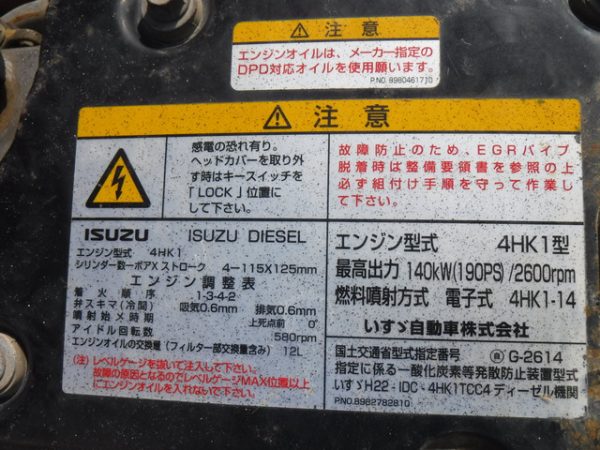 ⚠ 注意
エンジンオイルは、メーカー指定の
DPD対応オイルを使用願います。
P.NO. 8980461710
⚠ 注意
感電の恐れ有り。
ヘッドカバーを取り外
す時はキースイッチを
「LOCK」位置に
して下さい。
故障防止のため、EGRパイプ
脱着時は整備要領書を参照の上
必ず組付け手順を守って作業し
て下さい。
ISUZU ISUZU DIESEL
エンジン型式 4HK1
シリンダ数ーボアXストローク 4ー115X125mm
エンジン調整表
着火順序 1-3-4-2
弁スキマ(冷間) 吸気0.6mm 排気0.6mm
噴射始メ時期 上死点前 0°
アイドル回転数 580rpm
エンジンオイルの交換量(フィルター部交換量含み) 12L
(注)レベルゲージを抜いて注入して下さい。
故障の原因となるのでレベルゲージMAX位置以上
にエンジンオイルを入れないで下さい。
エンジン型式 4HK1型
最高出力 140kW(190PS)/2600rpm
燃料噴射方式 電子式 4HK1-14
いすゞ自動車株式会社
国土交通省型式指定番号 ㊂ G-2614
指定に係る一酸化炭素等発散防止装置型式
いすゞH22-IDC-4HK1TCC4ディーゼル機関
P.NO.8982782810